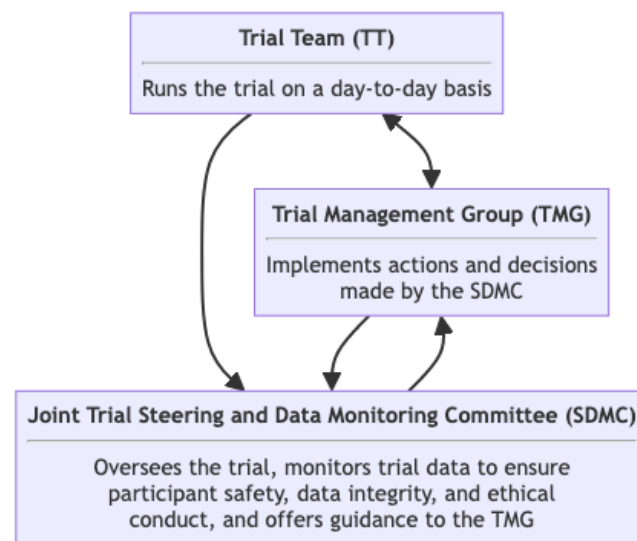 Trial Team (TT)
Runs the trial on a day-to-day basis
Trial Management Group (TMG)
Implements actions and decisions
made by the SDMC
Joint Trial Steering and Data Monitoring Committee (SDMC)
Oversees the trial, monitors trial data to ensure
participant safety, data integrity, and ethical
conduct, and offers guidance to the TMG